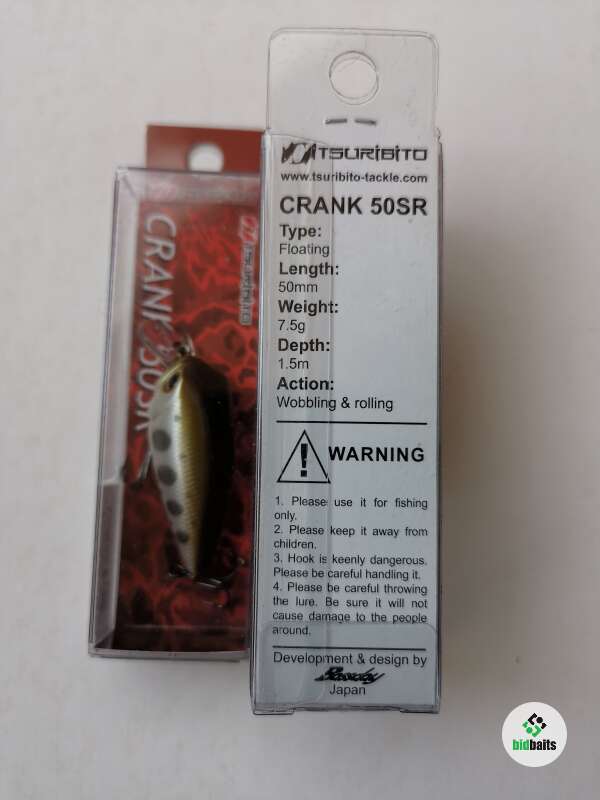 TSURIBITO
www.tsuribito-tackle.com
CRANK 50SR
Type:
Floating
Length:
50mm
Weight:
7.5g
Depth:
1.5m
Action:
Wobbling & rolling
WARNING
1. Please use it for fishing
only.
2. Please keep it away from
children.
3. Hook is keenly dangerous.
Please be careful handling it.
4. Please be careful throwing
the lure. Be sure it will not
cause damage to the people
around.
Development & design by
Japan
CRANK 50SR
TSURIBITO
bidbaits